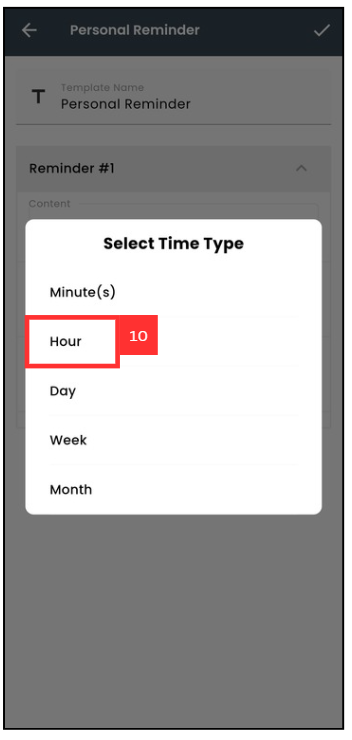 Personal Reminder
Template Name
Personal Reminder
Reminder #1
Content
Select Time Type
Minute(s)
Hour
10
Day
Week
Month